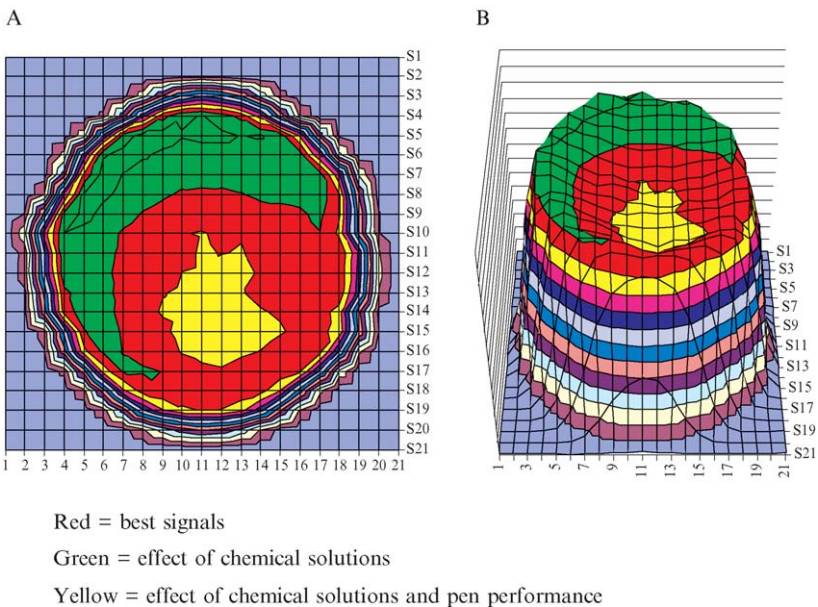 A
B
S1
S2
S3
S4
S5
S6
S7
S8
S9
S10
S11
S12
S13
S14
S15
S16
S17
S18
S19
S20
S21
1 2 3 4 5 6 7 8 9 10 11 12 13 14 15 16 17 18 19 20 21
S1
S3
S5
S7
S9
S11
S13
S15
S17
S19
S21
1 3 5 7 9 11 13 15 17 19 21
Red = best signals
Green = effect of chemical solutions
Yellow = effect of chemical solutions and pen performance